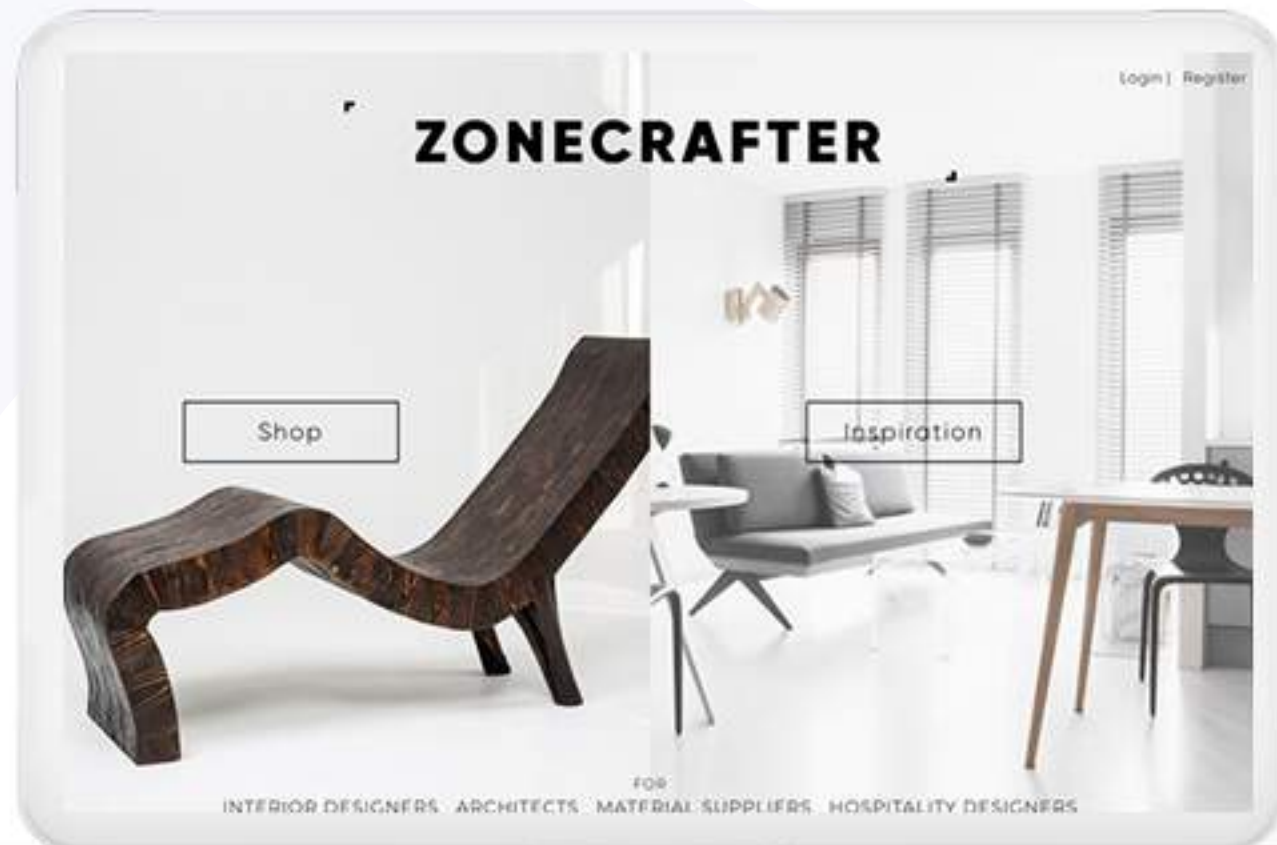 Login | Register
ZONECRAFTER
Shop
Inspiration
FOR
INTERIOR DESIGNERS ARCHITECTS MATERIAL SUPPLIERS HOSPITALITY DESIGNERS